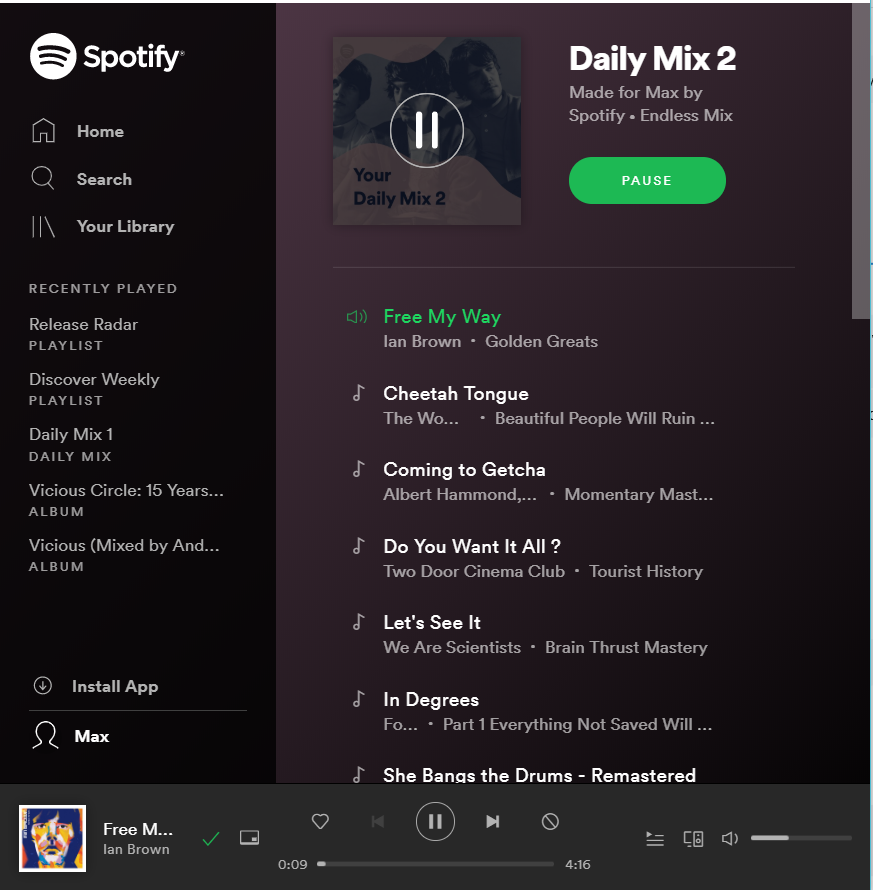 Spotify®
Home
Search
Your Library
RECENTLY PLAYED
Release Radar
PLAYLIST
Discover Weekly
PLAYLIST
Daily Mix 1
DAILY MIX
Vicious Circle: 15 Years...
ALBUM
Vicious (Mixed by And...
ALBUM
Install App
Max
Your
Daily Mix 2
Daily Mix 2
Made for Max by
Spotify • Endless Mix
PAUSE
Free My Way
Ian Brown • Golden Greats
Cheetah Tongue
The Wo... • Beautiful People Will Ruin ...
Coming to Getcha
Albert Hammond,... • Momentary Mast...
Do You Want It All ?
Two Door Cinema Club • Tourist History
Let's See It
We Are Scientists • Brain Thrust Mastery
In Degrees
Fo... • Part 1 Everything Not Saved Will ...
She Bangs the Drums - Remastered
Free M...
Ian Brown
0:09
4:16